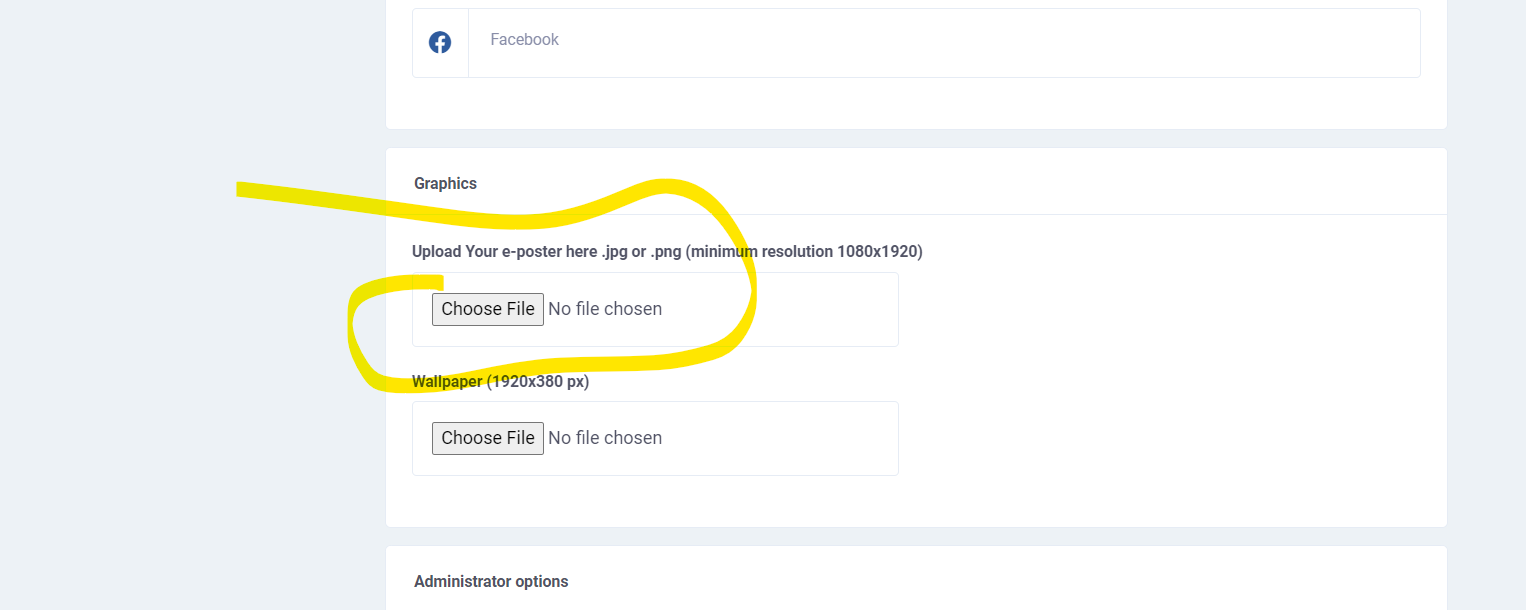 Facebook
Graphics
Upload Your e-poster here .jpg or .png (minimum resolution 1080x1920)
Choose File No file chosen
Wallpaper (1920x380 px)
Choose File No file chosen
Administrator options